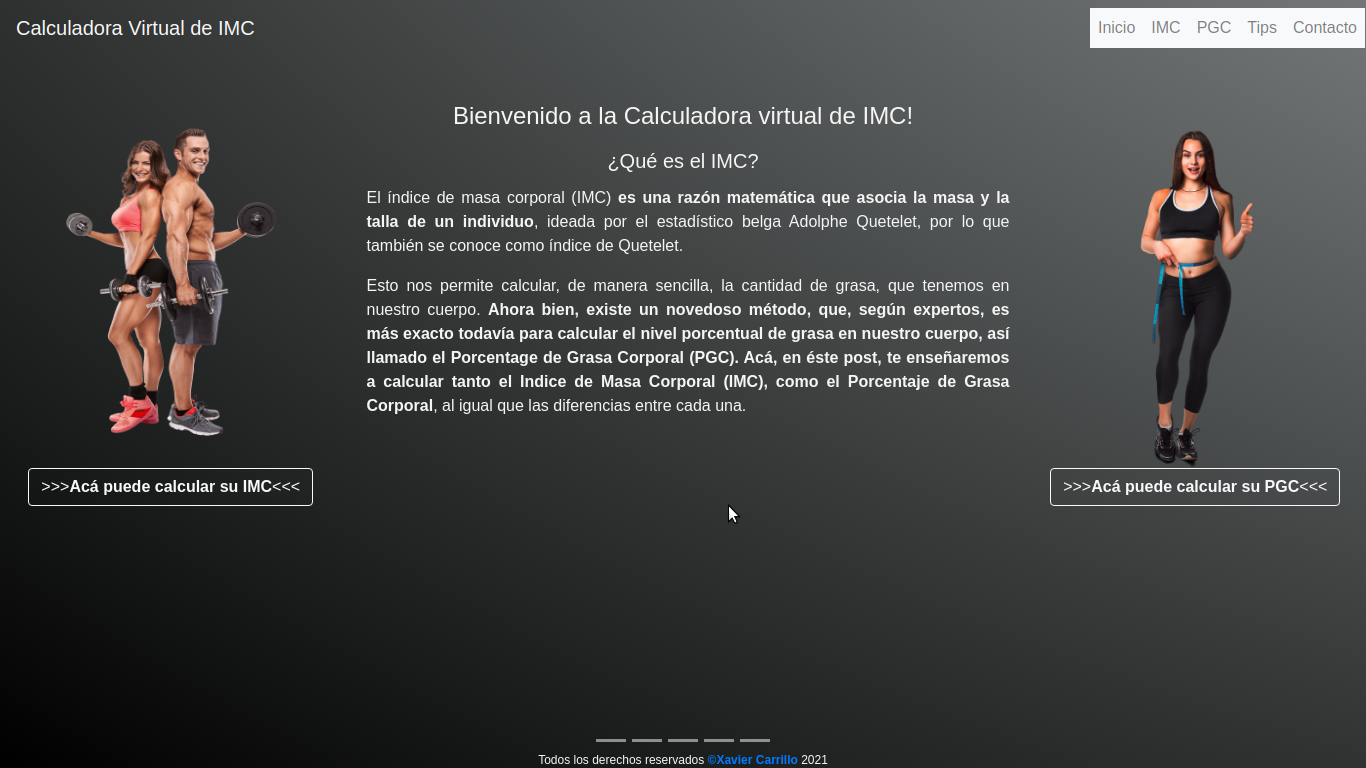 Calculadora Virtual de IMC
Inicio IMC PGC Tips Contacto
Bienvenido a la Calculadora virtual de IMC!
¿Qué es el IMC?
El índice de masa corporal (IMC) es una razón matemática que asocia la masa y la
talla de un individuo, ideada por el estadístico belga Adolphe Quetelet, por lo que
también se conoce como índice de Quetelet.
Esto nos permite calcular, de manera sencilla, la cantidad de grasa, que tenemos en
nuestro cuerpo. Ahora bien, existe un novedoso método, que, según expertos, es
más exacto todavía para calcular el nivel porcentual de grasa en nuestro cuerpo, así
llamado el Porcentage de Grasa Corporal (PGC). Acá, en éste post, te enseñaremos
a calcular tanto el Indice de Masa Corporal (IMC), como el Porcentaje de Grasa
Corporal, al igual que las diferencias entre cada una.
>>>Acá puede calcular su IMC<<<
>>>Acá puede calcular su PGC<<<
Todos los derechos reservados ©Xavier Carrillo 2021